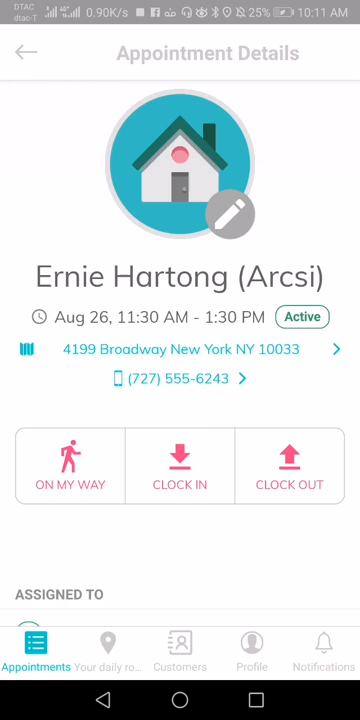 DTAC
dtac-T
4G+
0.90K/s
25%
10:11 AM
Appointment Details
Ernie Hartong (Arcsi)
Aug 26, 11:30 AM - 1:30 PM Active
4199 Broadway New York NY 10033
(727) 555-6243
ON MY WAY CLOCK IN CLOCK OUT
ASSIGNED TO
Appointments Your daily ro... Customers Profile Notifications